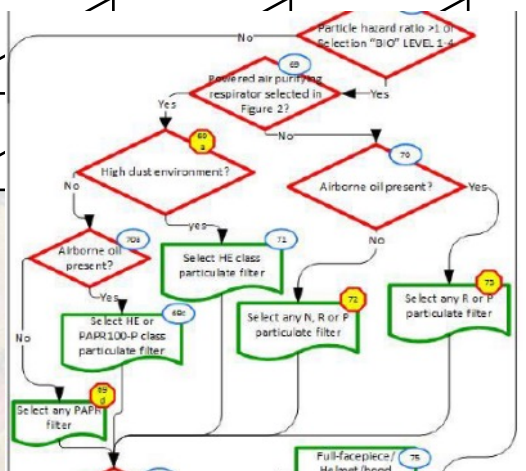 Particle hazard ratio >1 or
Selection "BIO" LEVEL 1-4
No
69
Powered air purifying
respirator selected in
Figure 2?
Yes
Yes
No
69
a
High dust environment?
70
Airborne oil present?
No
yes
Yes
Airborne oil
present?
71
Select HE class
particulate filter
No
Yes
72
Select any N, R or P
particulate filter
73
Select any R or P
particulate filter
Select HE or
PAPR100-P class
particulate filter
No
Select any PAPR
filter
75
Full-facepiece/
Helmet/hood